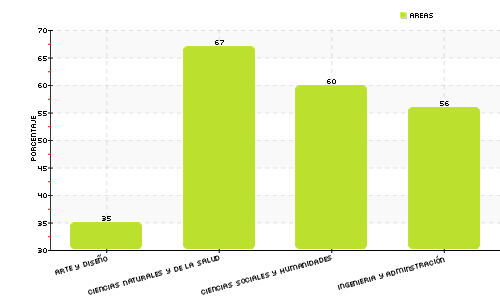 AREAS
PORCENTAJE
70
65
60
55
50
45
40
35
30
35
67
60
56
ARTE Y DISEÑO
CIENCIAS NATURALES Y DE LA SALUD
CIENCIAS SOCIALES Y HUMANIDADES
INGENIERIA Y ADMINSTRACIÓN